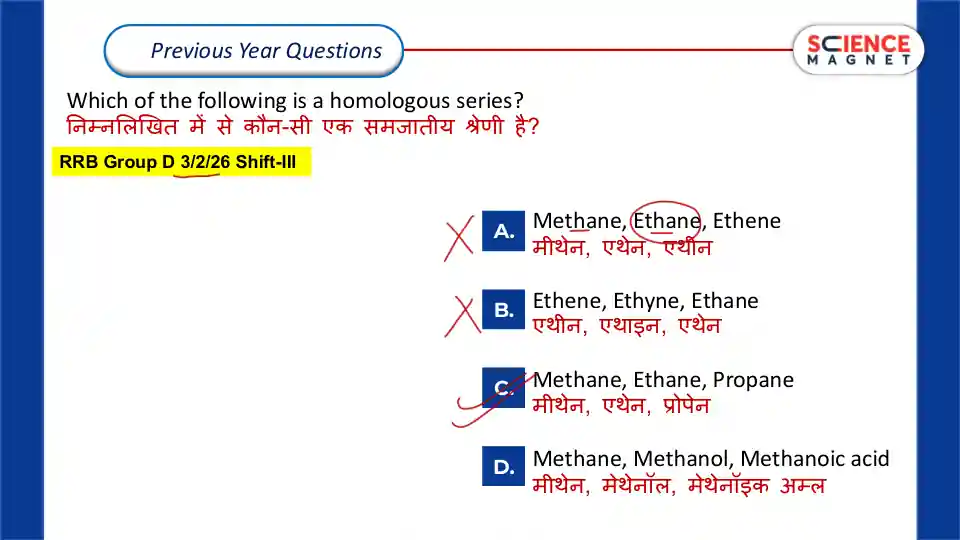 Previous Year Questions
SCIENCE
MAGNET
Which of the following is a homologous series?
निम्नलिखित में से कौन-सी एक समजातीय श्रेणी है?
RRB Group D 3/2/26 Shift-III
A.
Methane, Ethane, Ethene
मीथेन, एथेन, एथीन
B.
Ethene, Ethyne, Ethane
एथीन, एथाइन, एथेन
C.
Methane, Ethane, Propane
मीथेन, एथेन, प्रोपेन
D.
Methane, Methanol, Methanoic acid
मीथेन, मेथेनॉल, मेथेनॉइक अम्ल